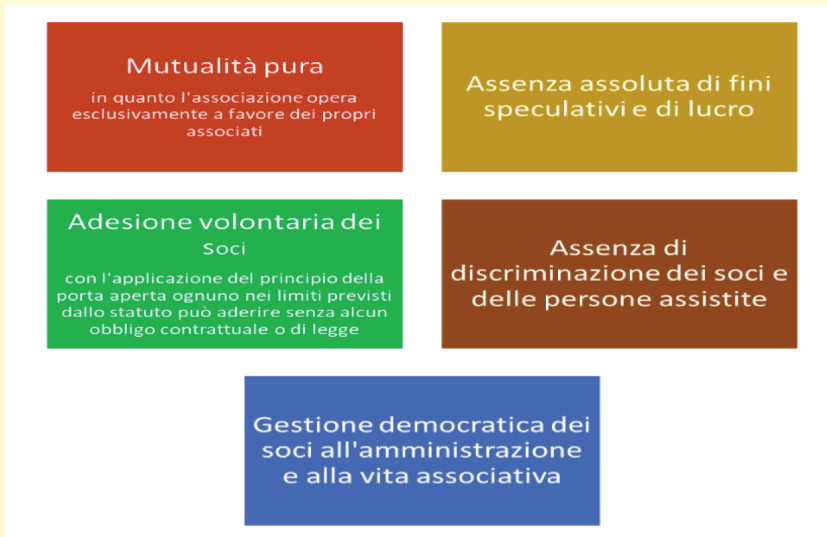 Mutualità pura
in quanto l'associazione opera
esclusivamente a favore dei propri
associati
Assenza assoluta di fini
speculativi e di lucro
Adesione volontaria dei
soci
con l'applicazione del principio della
porta aperta ognuno nei limiti previsti
dallo statuto può aderire senza alcun
obbligo contrattuale o di legge
Assenza di
discriminazione dei soci e
delle persone assistite
Gestione democratica dei
soci all'amministrazione
e alla vita associativa